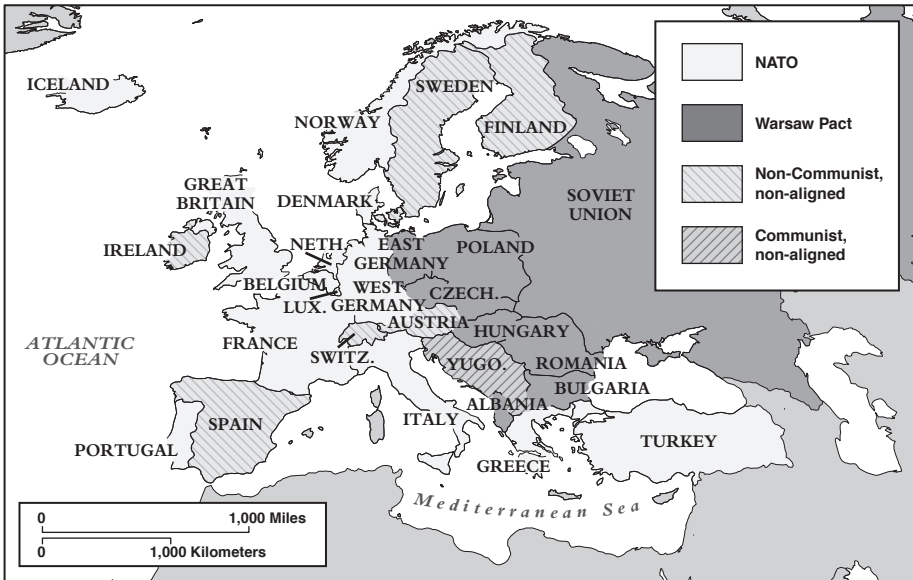 ICELAND
NORWAY
SWEDEN
FINLAND
GREAT
BRITAIN
DENMARK
SOVIET
UNION
IRELAND
NETH.
EAST
GERMANY
POLAND
BELGIUM
LUX.
WEST
GERMANY
CZECH.
AUSTRIA
HUNGARY
ATLANTIC
OCEAN
FRANCE
SWITZ.
YUGO.
ROMANIA
BULGARIA
ALBANIA
SPAIN
ITALY
PORTUGAL
GREECE
TURKEY
Mediterranean Sea
NATO
Warsaw Pact
Non-Communist,
non-aligned
Communist,
non-aligned
0 1,000 Miles
0 1,000 Kilometers